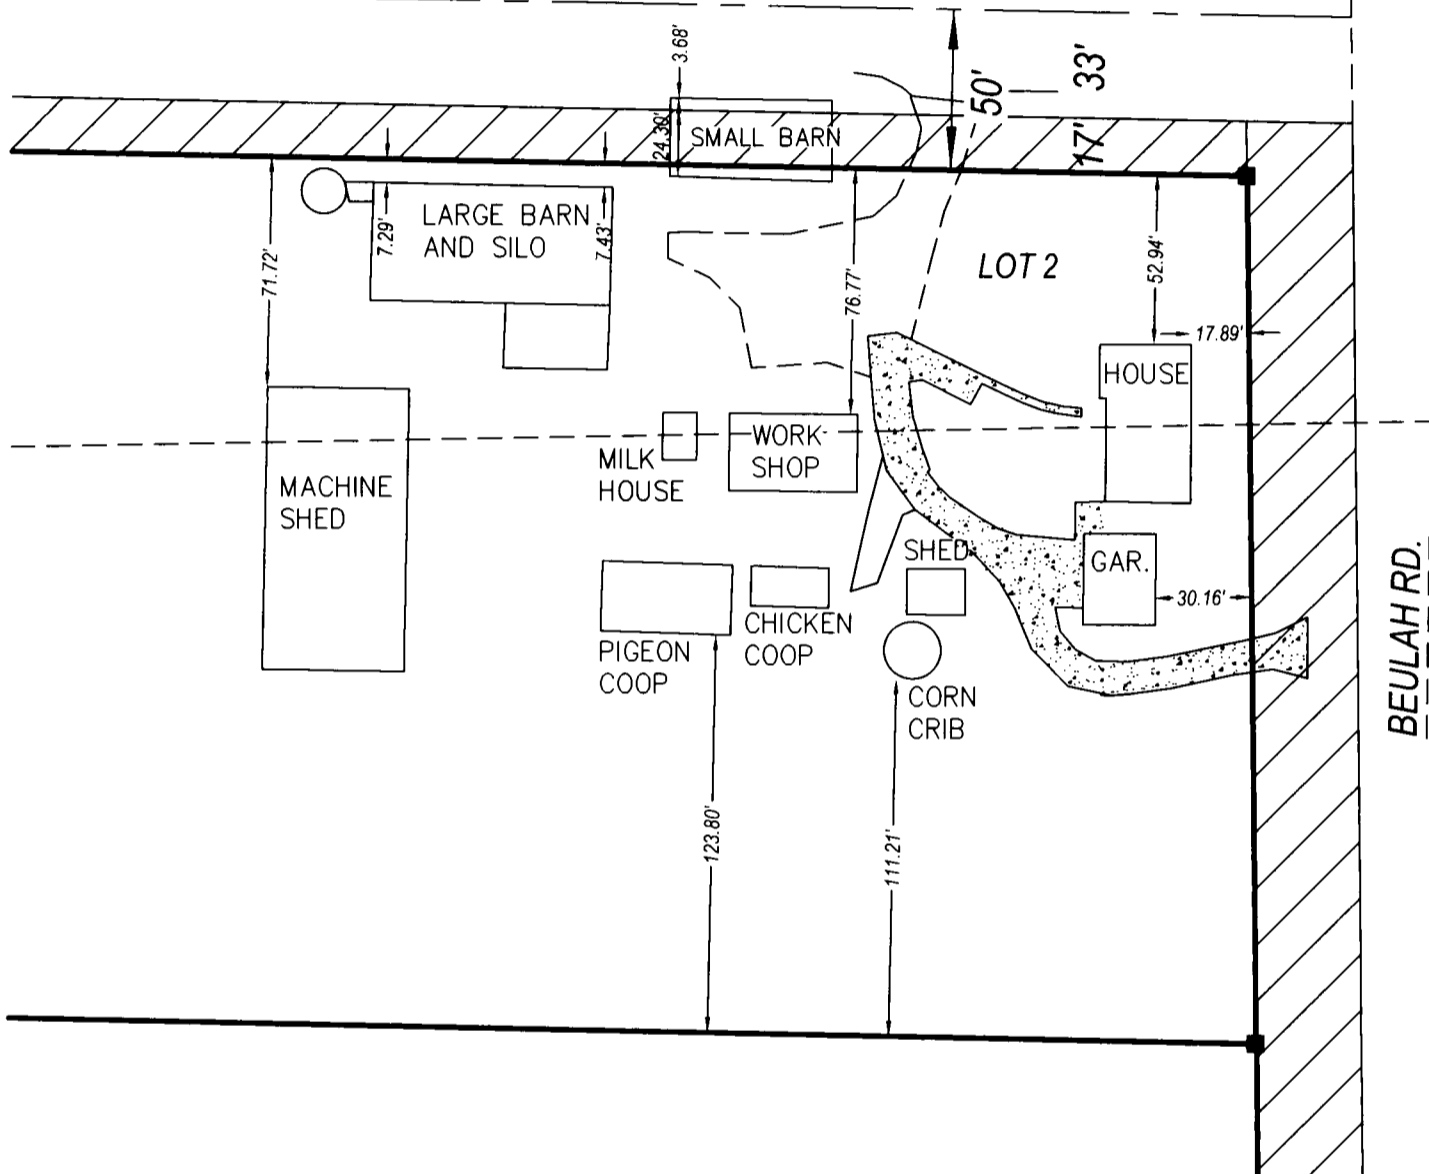 3.68'
24.30'
SMALL BARN
50'
17' 33'
LARGE BARN
AND SILO
7.29'
7.43'
71.72'
76.77'
LOT 2
52.94'
17.89'
HOUSE
WORK
SHOP
MILK
HOUSE
MACHINE
SHED
SHED
GAR.
30.16'
CHICKEN
COOP
PIGEON
COOP
CORN
CRIB
BEULAH RD.
123.80'
111.21'